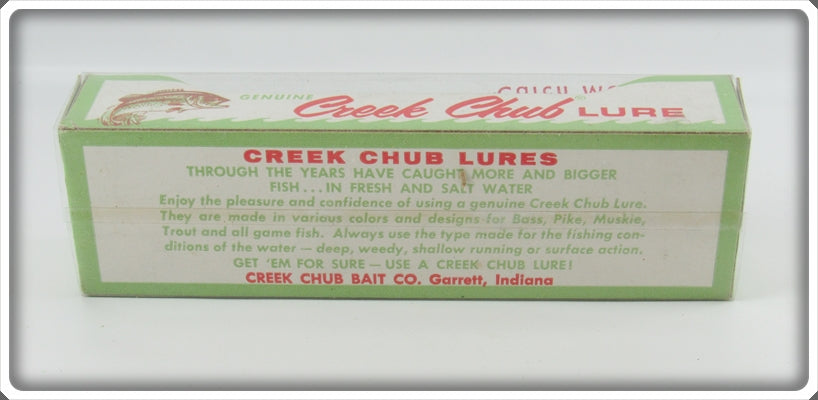 GENUINE Creek Chub® LURE
CREEK CHUB LURES
THROUGH THE YEARS HAVE CAUGHT MORE AND BIGGER
FISH...IN FRESH AND SALT WATER
Enjoy the pleasure and confidence of using a genuine Creek Chub Lure.
They are made in various colors and designs for Bass, Pike, Muskie,
Trout and all game fish. Always use the type made for the fishing con-
ditions of the water — deep, weedy, shallow running or surface action.
GET 'EM FOR SURE — USE A CREEK CHUB LURE!
CREEK CHUB BAIT CO. Garrett, Indiana